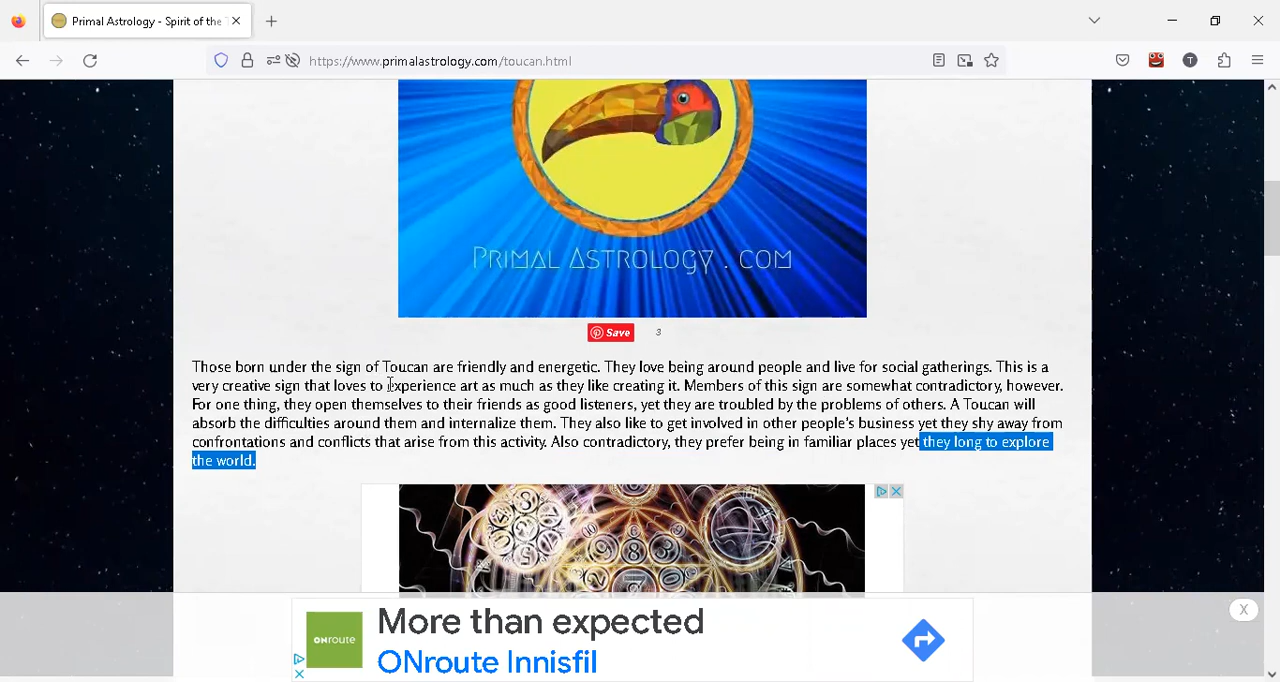 Primal Astrology - Spirit of the T
https://www.primalastrology.com/toucan.html
T
PRIMAL ASTROLOGY . COM
Save
3
Those born under the sign of Toucan are friendly and energetic. They love being around people and live for social gatherings. This is a
very creative sign that loves to experience art as much as they like creating it. Members of this sign are somewhat contradictory, however.
For one thing, they open themselves to their friends as good listeners, yet they are troubled by the problems of others. A Toucan will
absorb the difficulties around them and internalize them. They also like to get involved in other people's business yet they shy away from
confrontations and conflicts that arise from this activity. Also contradictory, they prefer being in familiar places yet they long to explore
the world.
More than expected
ONroute
ONroute Innisfil
X